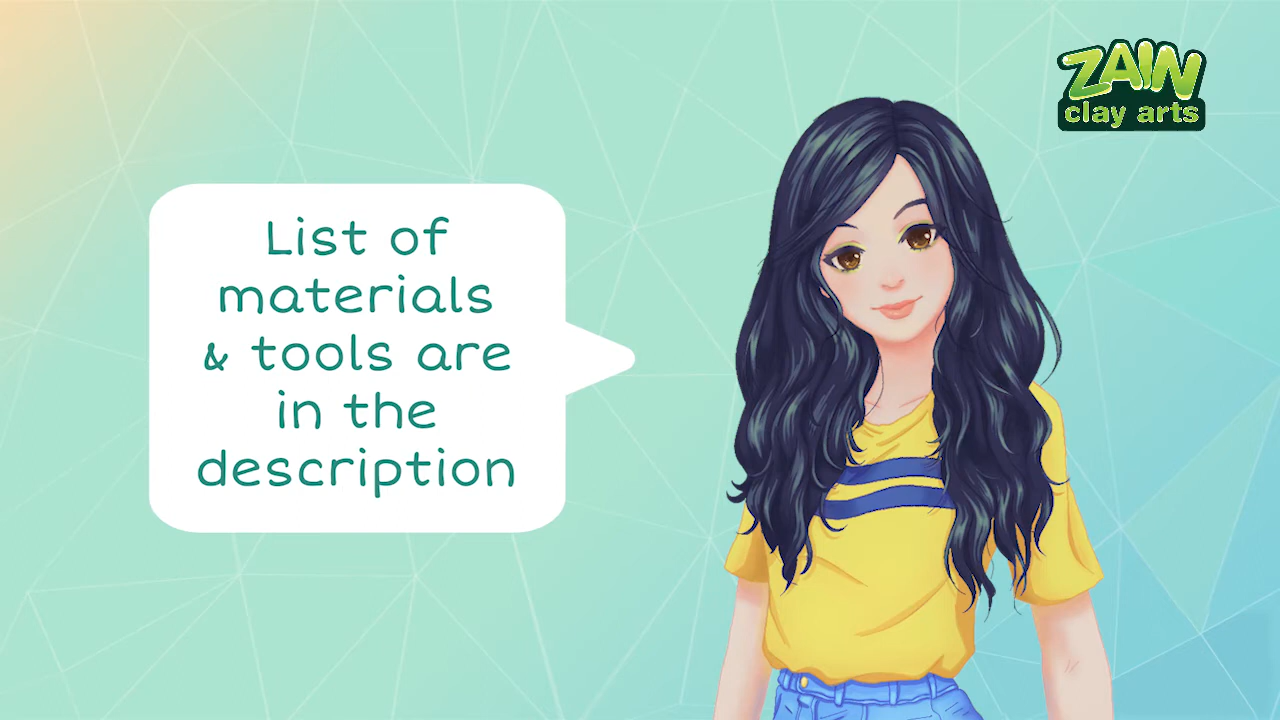 ZAIN
clay arts
List of
materials
& tools are
in the
description